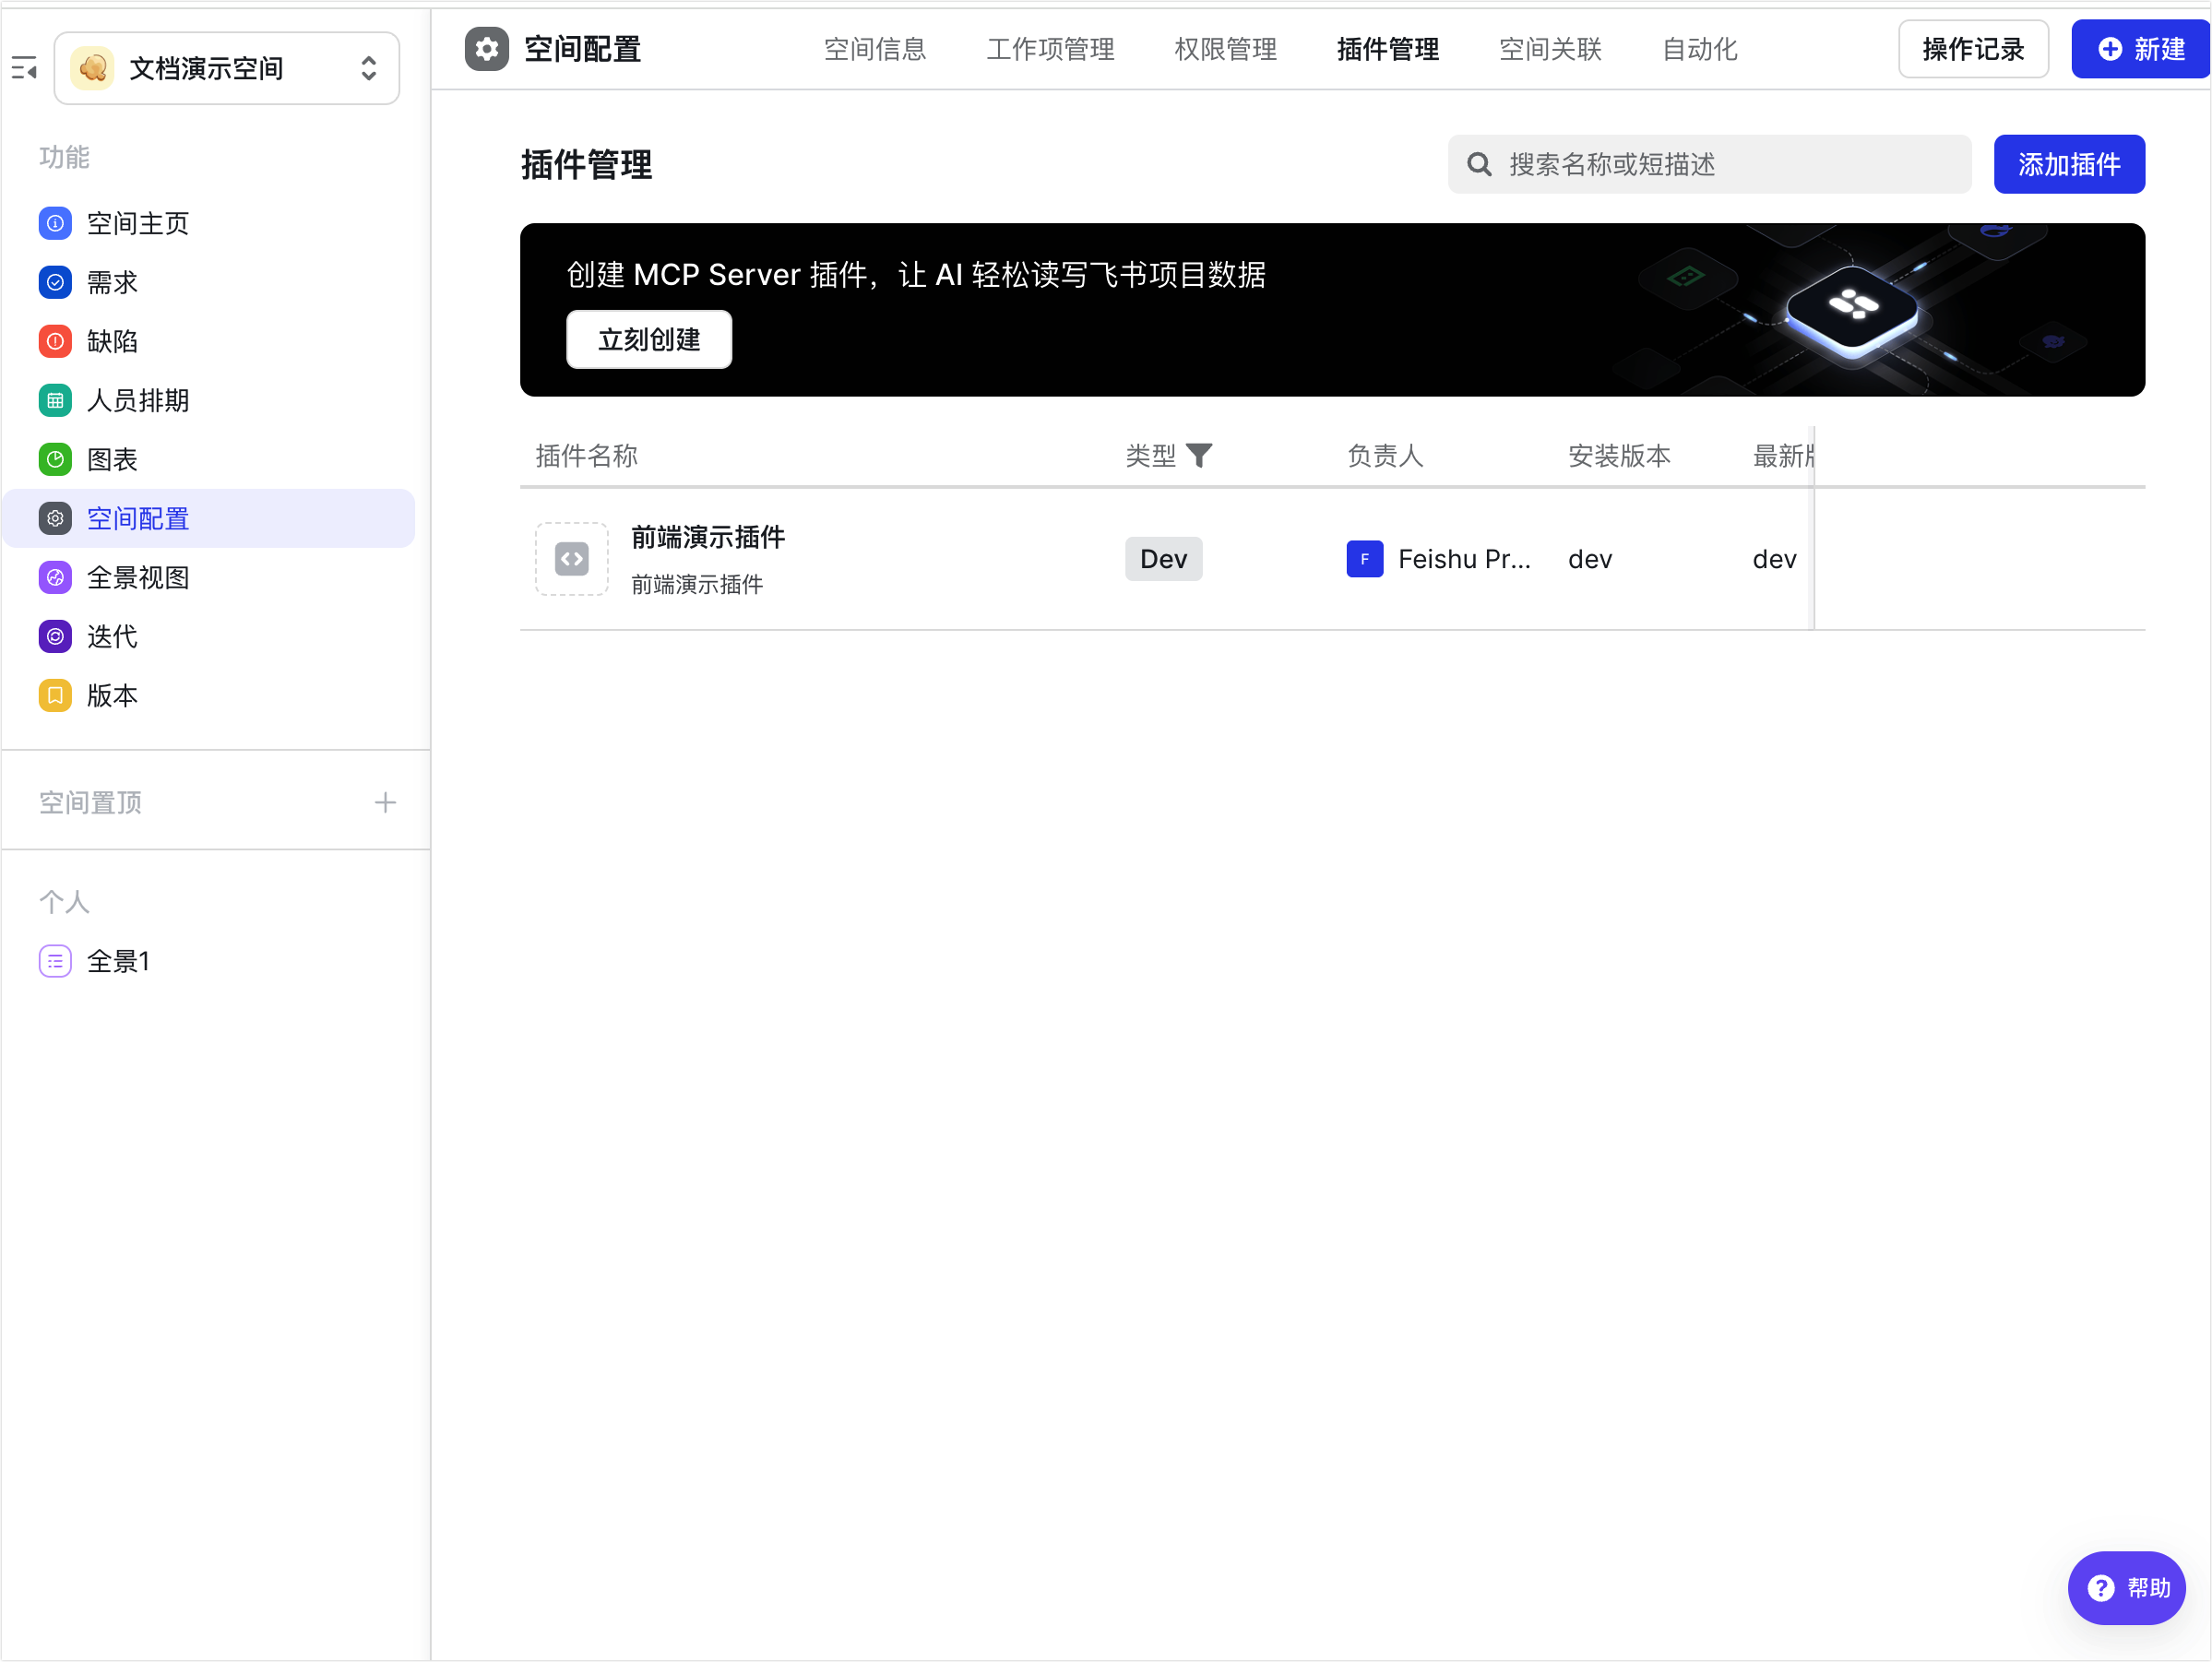 文档演示空间
功能
空间主页
需求
缺陷
人员排期
图表
空间配置
全景视图
迭代
版本
空间置顶
个人
全景1
空间配置
空间信息 工作项管理 权限管理 插件管理 空间关联 自动化
操作记录
新建
插件管理
搜索名称或短描述
添加插件
创建 MCP Server 插件，让 AI 轻松读写飞书项目数据
立刻创建
插件名称 类型 负责人 安装版本 最新
前端演示插件
前端演示插件
Dev
F
Feishu Pr...
dev
dev
帮助